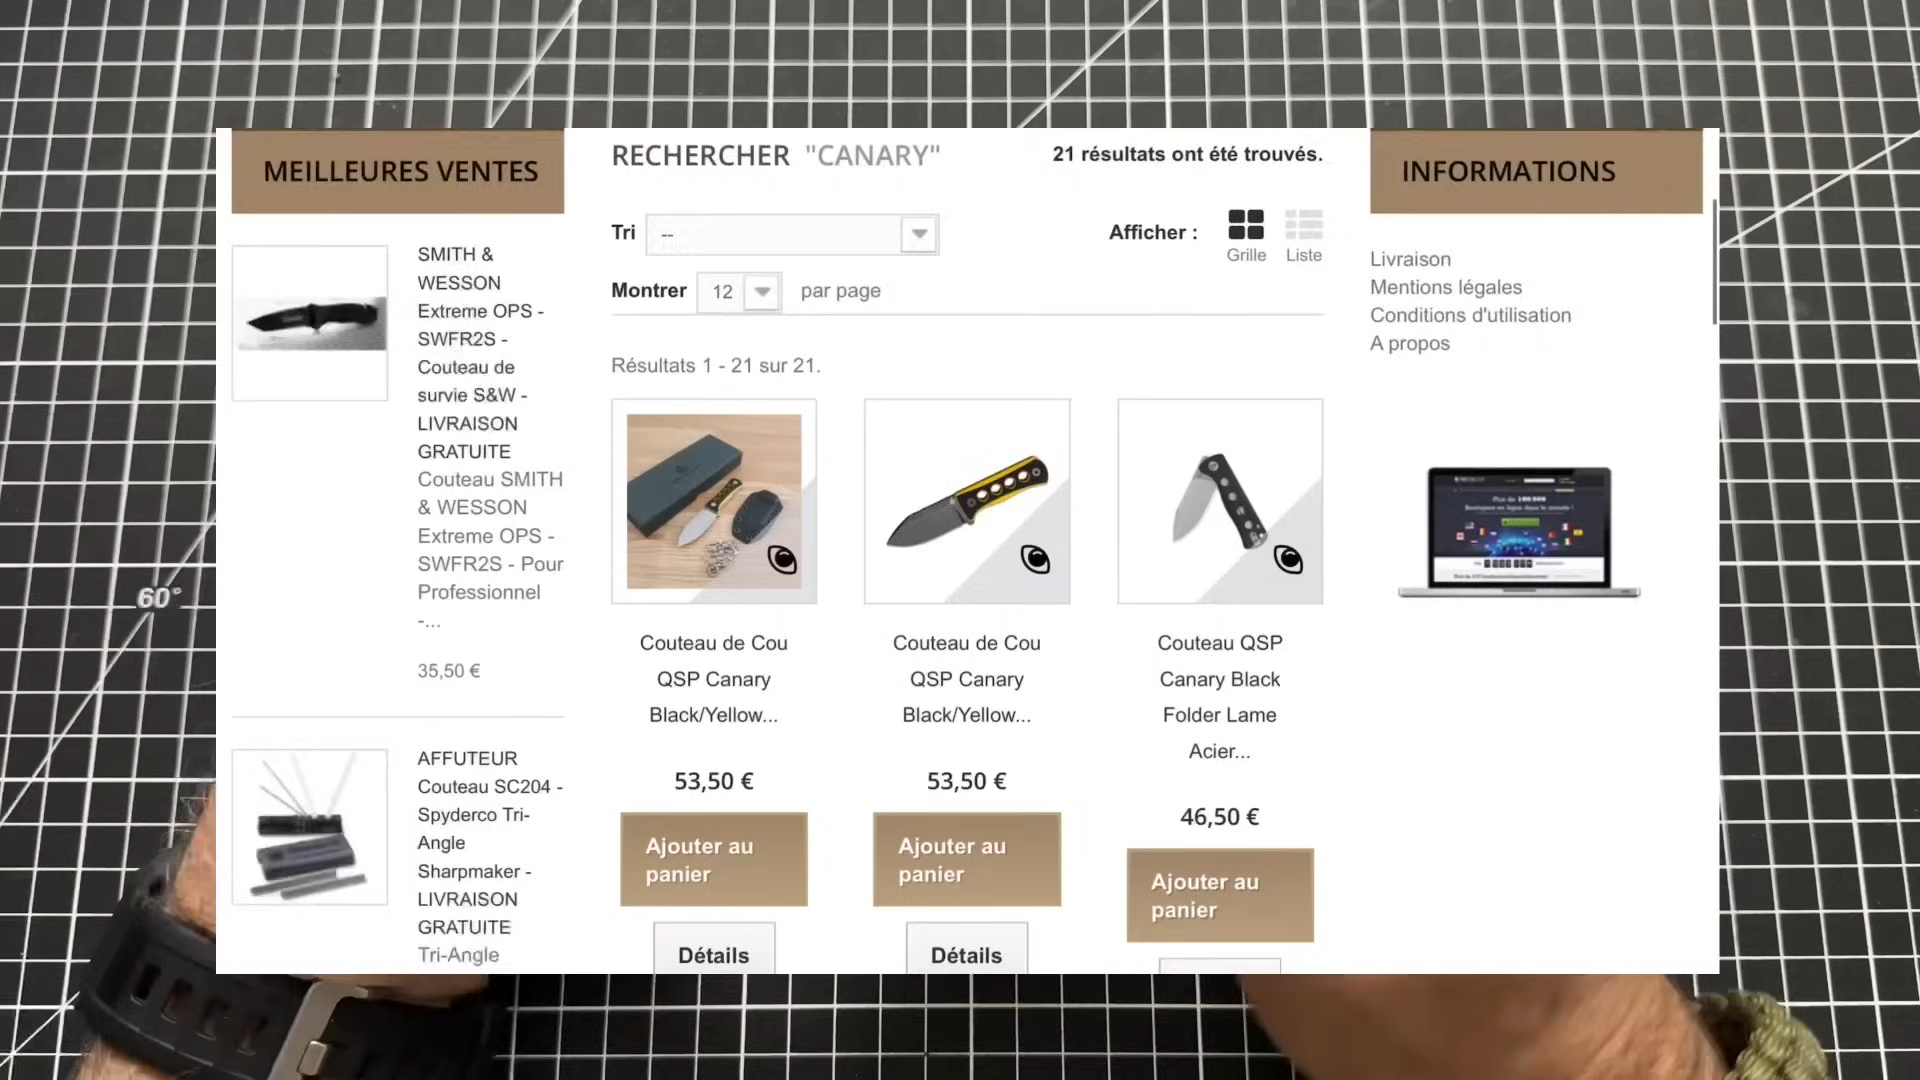 MEILLEURES VENTES
SMITH &
WESSON
Extreme OPS -
SWFR2S -
Couteau de
survie S&W -
LIVRAISON
GRATUITE
Couteau SMITH
& WESSON
Extreme OPS -
SWFR2S - Pour
Professionnel
-...
35,50 €
AFFUTEUR
Couteau SC204 -
Spyderco Tri-
Angle
Sharpmaker -
LIVRAISON
GRATUITE
Tri-Angle
RECHERCHER "CANARY"
21 résultats ont été trouvés.
Tri --
Afficher :
Grille Liste
Montrer 12 par page
Résultats 1 - 21 sur 21.
Couteau de Cou
QSP Canary
Black/Yellow...
53,50 €
Ajouter au
panier
Détails
Couteau de Cou
QSP Canary
Black/Yellow...
53,50 €
Ajouter au
panier
Détails
Couteau QSP
Canary Black
Folder Lame
Acier...
46,50 €
Ajouter au
panier
INFORMATIONS
Livraison
Mentions légales
Conditions d'utilisation
A propos
60°